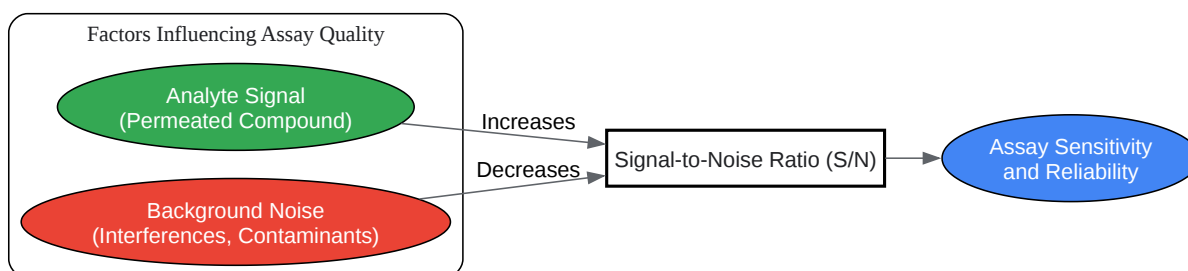 Factors Influencing Assay Quality
Analyte Signal
(Permeated Compound)
Increases
Background Noise
(Interferences, Contaminants)
Decreases
Signal-to-Noise Ratio (S/N)
Assay Sensitivity
and Reliability